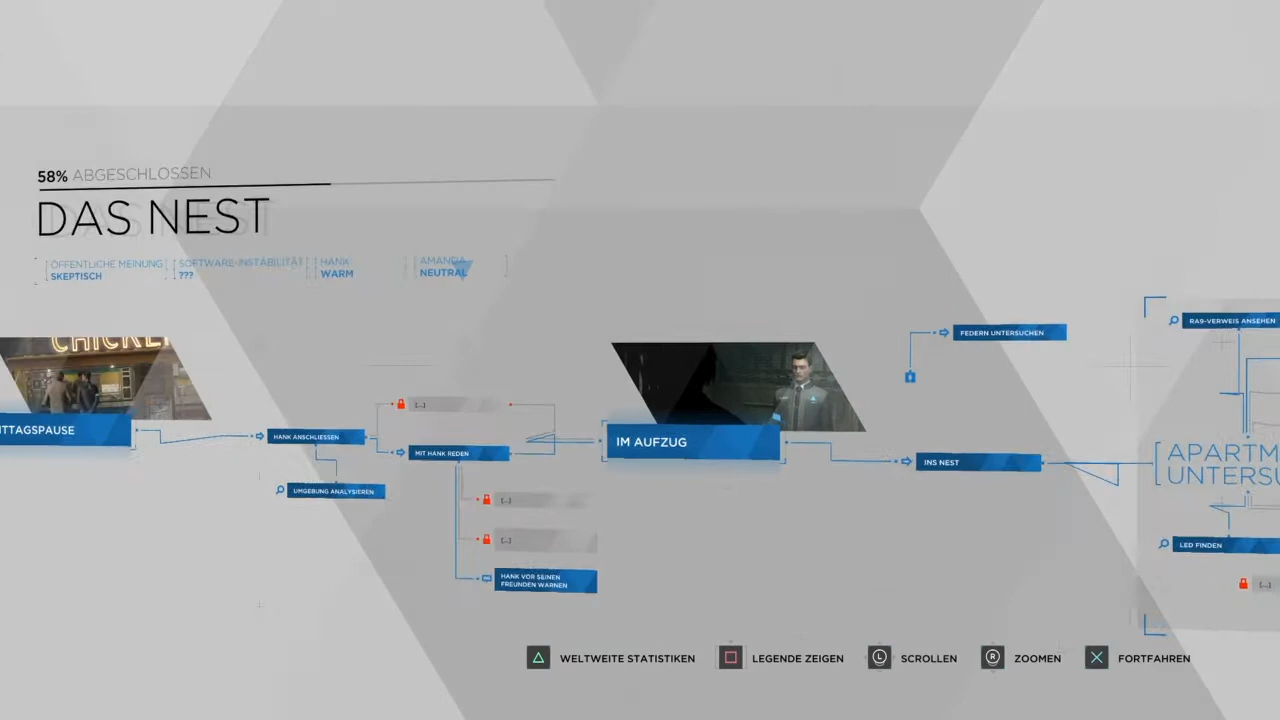 58% ABGESCHLOSSEN
DAS NEST
ÖFFENTLICHE MEINUNG
SKEPTISCH
SOFTWARE-INSTABILITÄT
???
HANK
WARM
AMANDA
NEUTRAL
CHICKE
ITTAGSPAUSE
HANK ANSCHLIESSEN
UMGEBUNG ANALYSIEREN
[...]
MIT HANK REDEN
[...]
[...]
HANK VOR SEINEN
FREUNDEN WARNEN
IM AUFZUG
FEDERN UNTERSUCHEN
INS NEST
RA9-VERWEIS ANSEHEN
APARTM
UNTERSU
LED FINDEN
[...]
WELTWEITE STATISTIKEN
LEGENDE ZEIGEN
L SCROLLEN
R ZOOMEN
FORTFAHREN